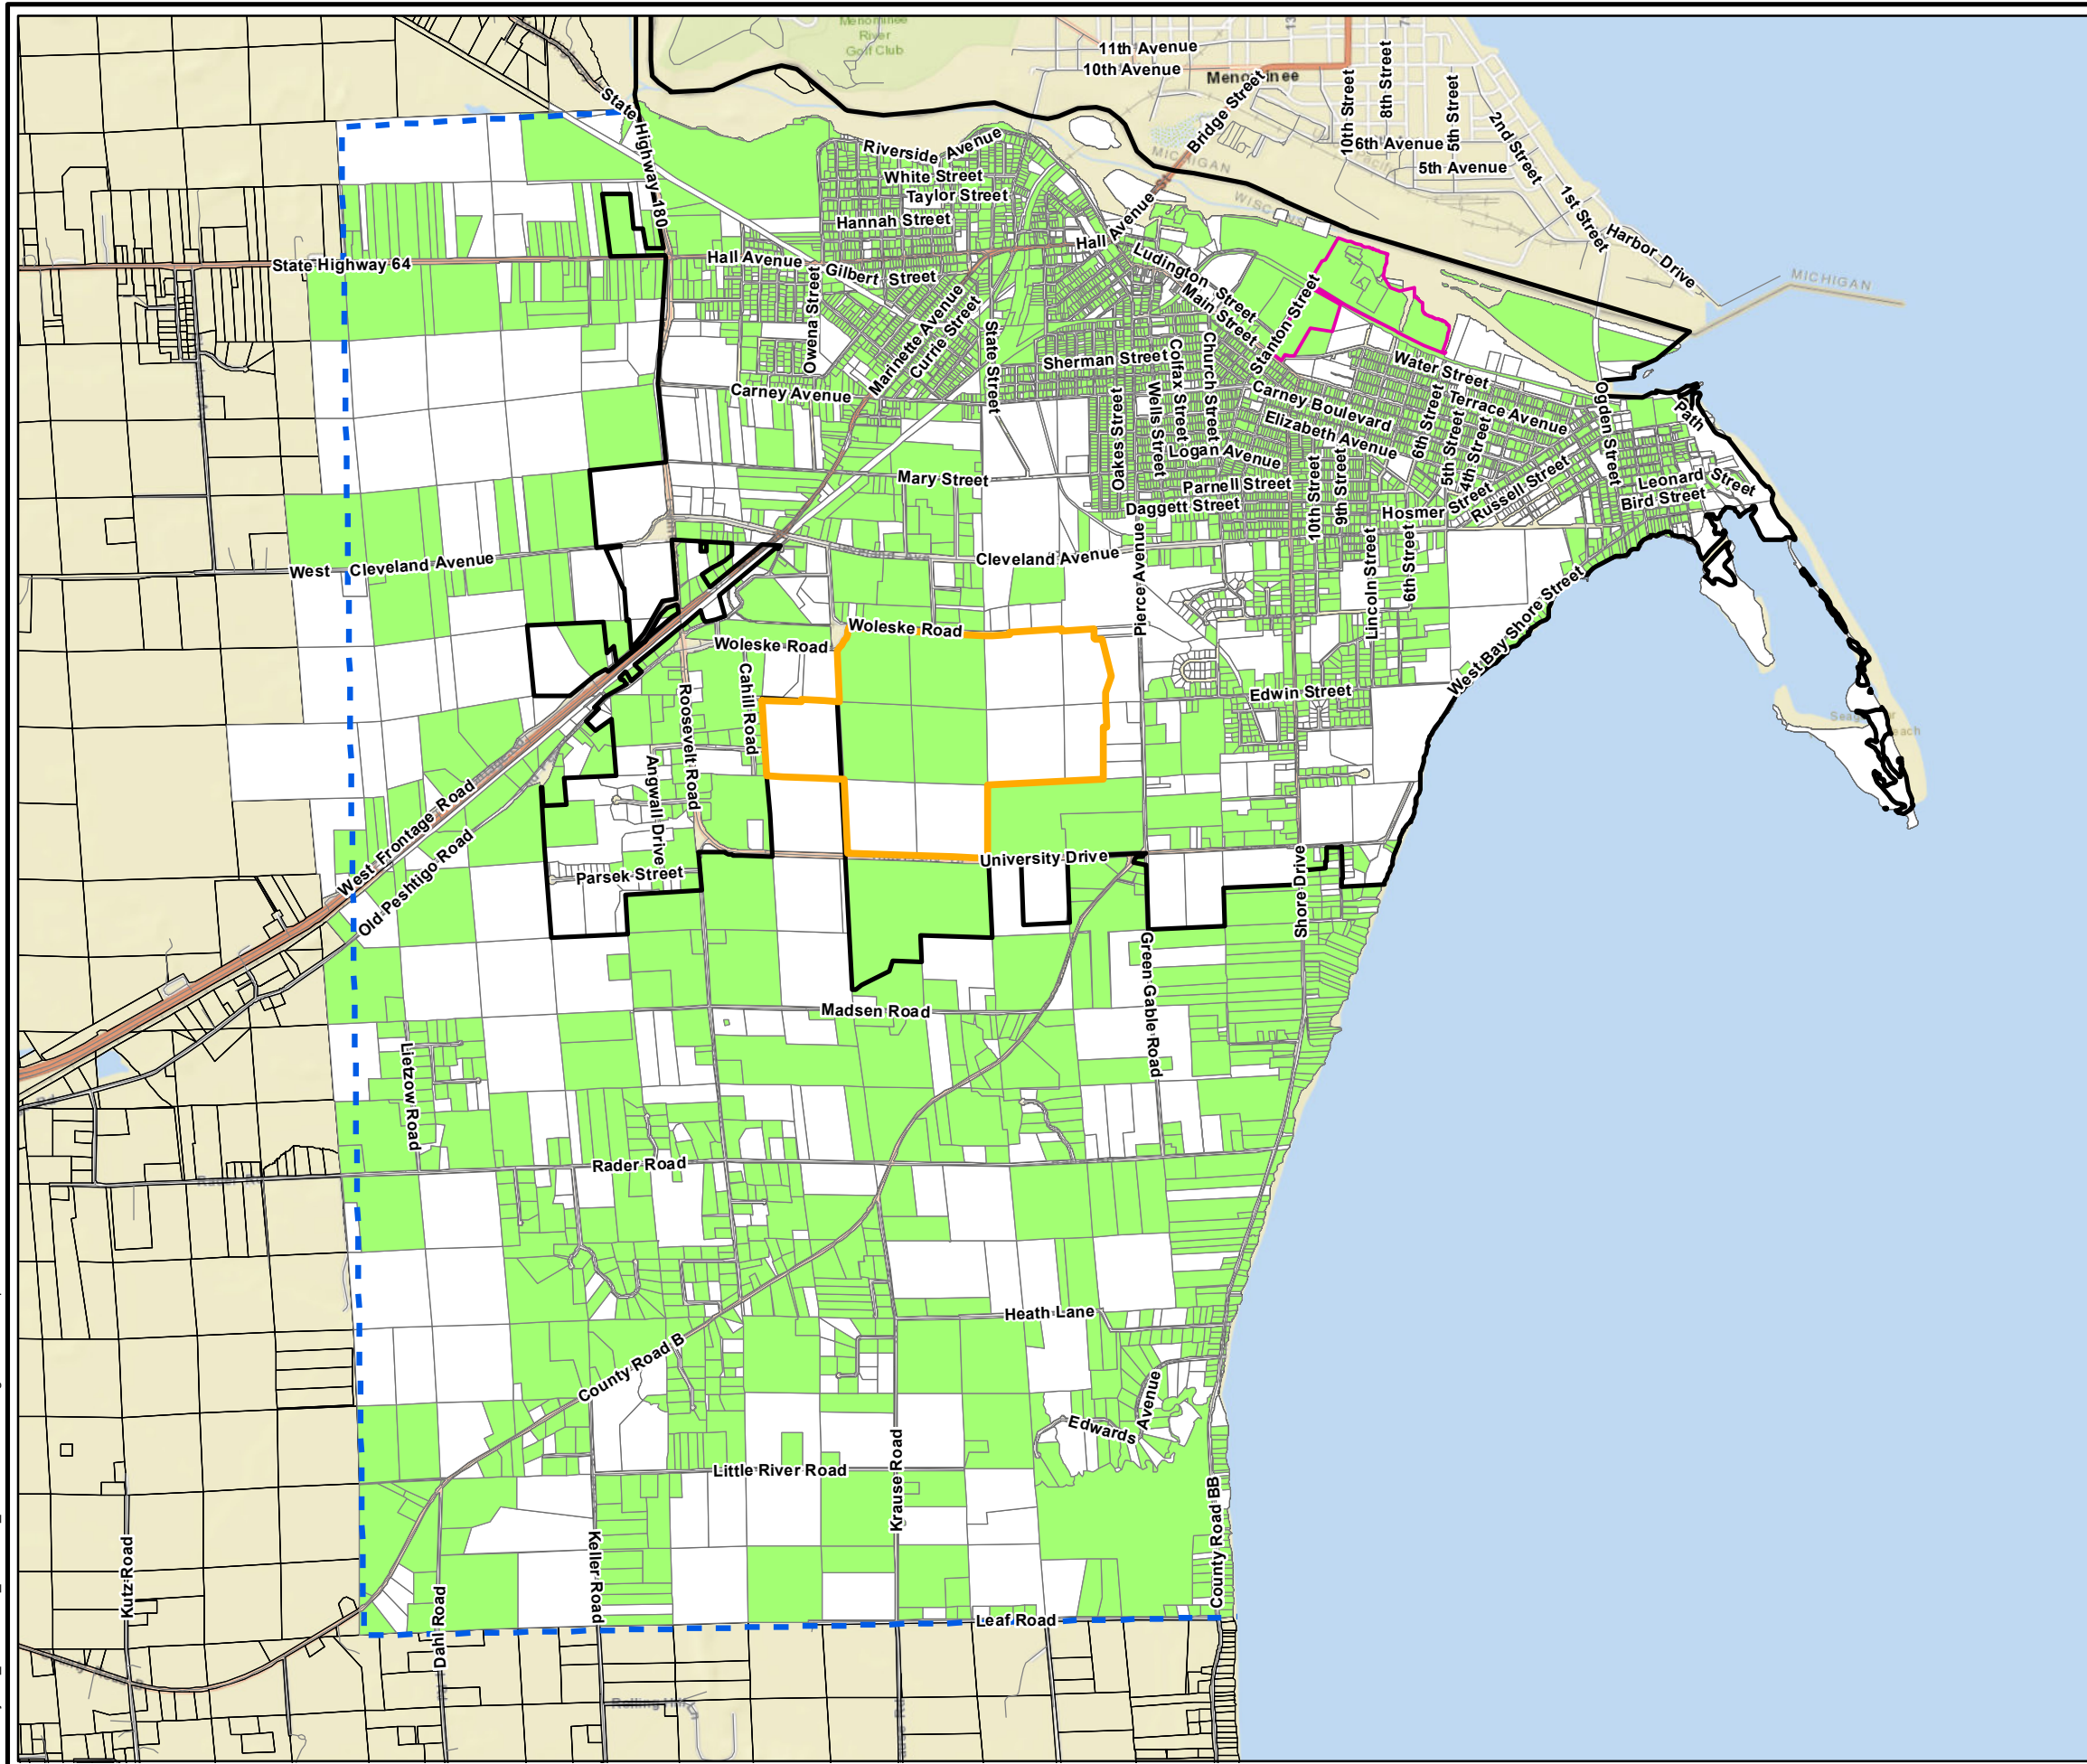 Menominee
River
Golf Club
11th Avenue
10th Avenue
Menominee
10th Street
8th Street
5th Street
2nd Street
6th Avenue
5th Avenue
1st Street
Harbor Drive
MICHIGAN
Bridge Street
MICHIGAN
WISCONSIN
State Highway 180
Riverside Avenue
White Street
Taylor Street
Hannah Street
Hall Avenue
Hall Avenue
State Highway 64
Gilbert Street
Ludington Street
Main Street
Stanton Street
Owena Street
Marinette Avenue
Currie Street
State Street
Sherman Street
Colfax Street
Church Street
Wells Street
Oakes Street
Water Street
Terrace Avenue
Carney Avenue
Carney Boulevard
Elizabeth Avenue
Logan Avenue
6th Street
5th Street
4th Street
Ogden Street
Path
Mary Street
Parnell Street
Daggett Street
10th Street
9th Street
Hosmer Street
Russell Street
Leonard Street
Bird Street
West Cleveland Avenue
Cleveland Avenue
Pierce Avenue
Lincoln Street
6th Street
West Bay Shore Street
Woleske Road
Woleske Road
Cahill Road
Roosevelt Road
Edwin Street
Angwall Drive
West Frontage Road
Old Peshtigo Road
Parsek Street
University Drive
Shore Drive
Green Gable Road
Madsen Road
Lietzow Road
Rader Road
Rader Rd
Heath Lane
County Road B
Edwards Avenue
Little River Road
Krause Road
County Road BB
Keller Road
Kutz Road
Dahl Road
Leaf Road